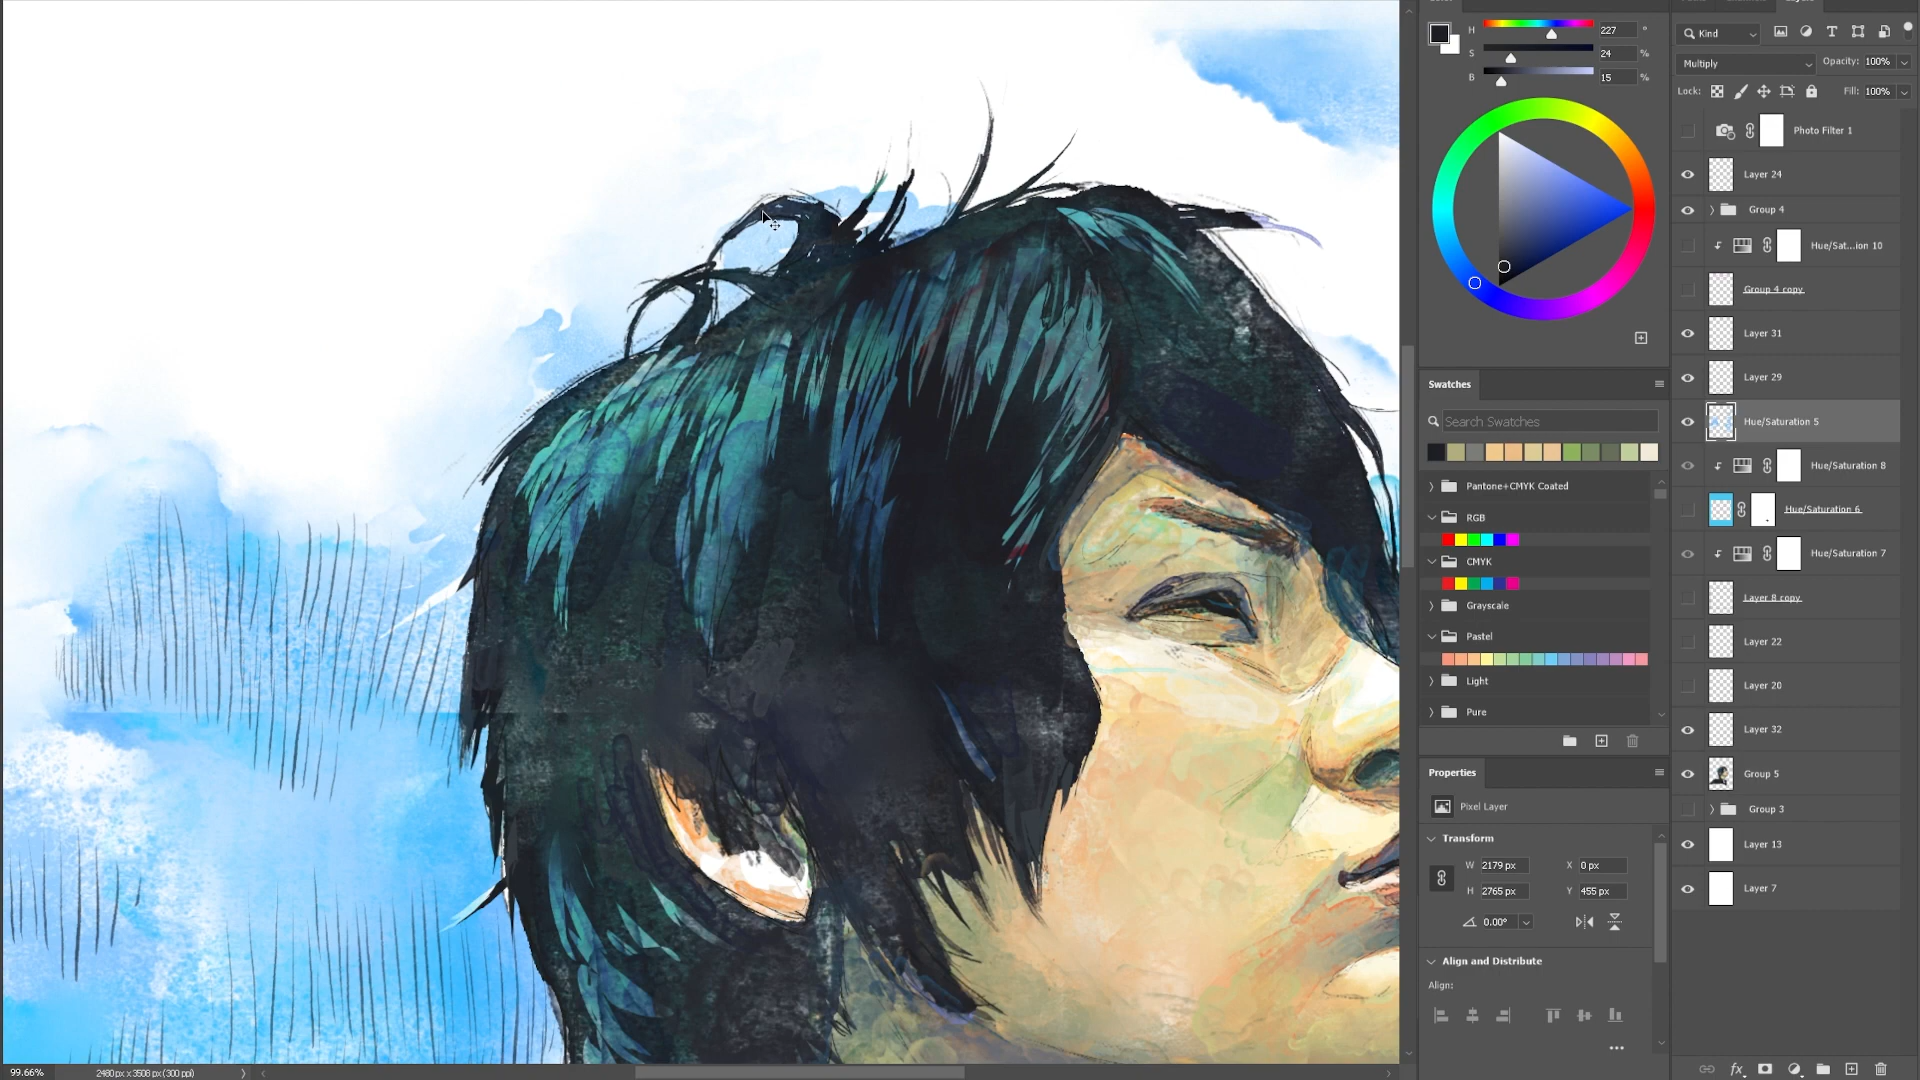 H 227 °
S 24 %
B 15 %
Swatches
Search Swatches
Pantone+CMYK Coated
RGB
CMYK
Grayscale
Pastel
Light
Pure
Properties
Pixel Layer
Transform
W 2179 px X 0 px
H 2765 px Y 455 px
0.00°
Align and Distribute
Align:
Kind
Multiply Opacity: 100%
Lock: Fill: 100%
Photo Filter 1
Layer 24
Group 4
Hue/Sat...ion 10
Group 4 copy
Layer 31
Layer 29
Hue/Saturation 5
Hue/Saturation 8
Hue/Saturation 6
Hue/Saturation 7
Layer 8 copy
Layer 22
Layer 20
Layer 32
Group 5
Group 3
Layer 13
Layer 7
fx
99.66% 2480 px x 3508 px (300 ppi)